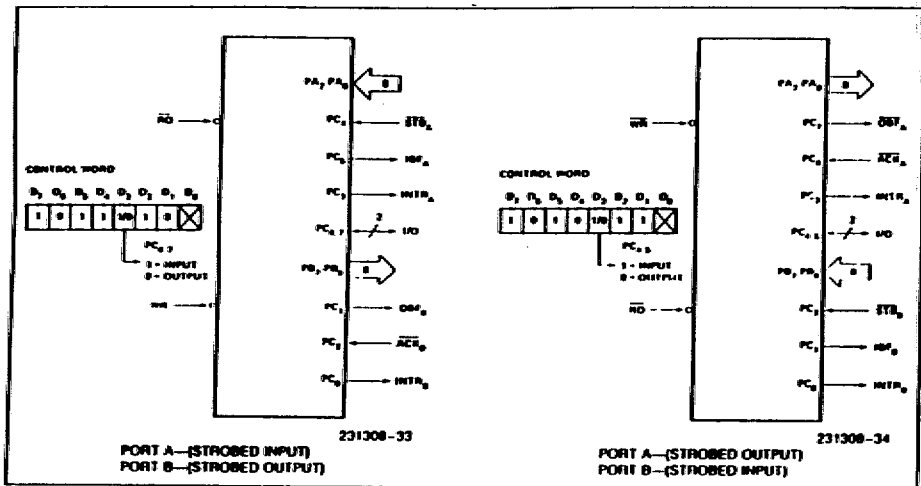 PA7 PA0 8
RD
PC4 STBA
PC5 IBFA
CONTROL WORD
PC3 INTRA
D7 D6 D5 D4 D3 D2 D1 D0
1 0 1 1 1/0 1 0
PC6,7 2 I/O
PC6,7
1 = INPUT
0 = OUTPUT
PB7, PB0 8
WR
PC1 OBFB
PC2 ACKB
PC0 INTRB
231308-33
PORT A—(STROBED INPUT)
PORT B—(STROBED OUTPUT)
PA7 PA0 8
WR
PC7 OBFA
PC6 ACKA
CONTROL WORD
PC3 INTRA
D7 D6 D5 D4 D3 D2 D1 D0
1 0 1 0 1/0 1 1
PC4,5 2 I/O
PC4,5
1 = INPUT
0 = OUTPUT
PB7, PB0 8
RD
PC2 STBB
PC1 IBFB
PC0 INTRB
231308-34
PORT A—(STROBED OUTPUT)
PORT B—(STROBED INPUT)